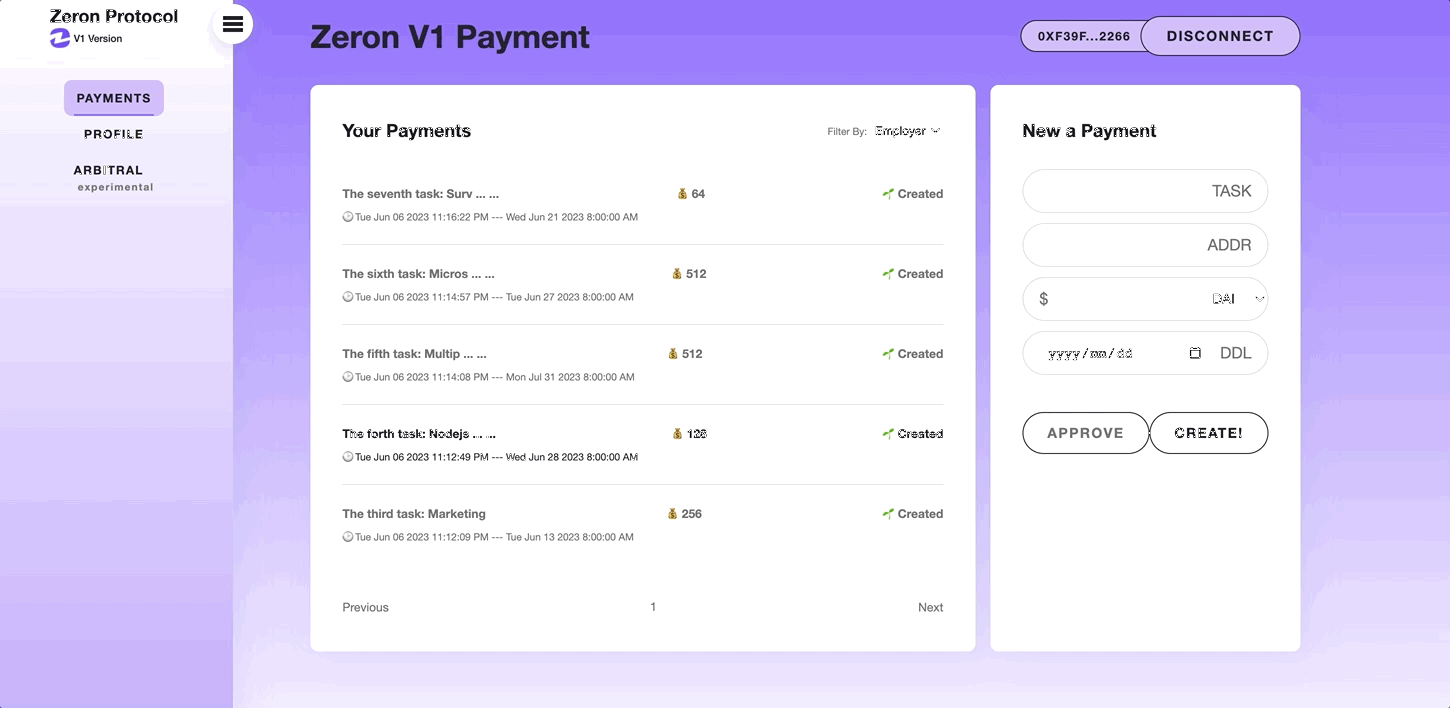 Zeron Protocol
V1 Version
PAYMENTS
PROFILE
ARBITRAL
experimental
Zeron V1 Payment
0XF39F...2266
DISCONNECT
Your Payments
Filter By: Employer
The seventh task: Surv ... ... 64 Created
Tue Jun 06 2023 11:16:22 PM --- Wed Jun 21 2023 8:00:00 AM
The sixth task: Micros ... ... 512 Created
Tue Jun 06 2023 11:14:57 PM --- Tue Jun 27 2023 8:00:00 AM
The fifth task: Multip ... ... 512 Created
Tue Jun 06 2023 11:14:08 PM --- Mon Jul 31 2023 8:00:00 AM
The forth task: Nodejs ... ... 128 Created
Tue Jun 06 2023 11:12:49 PM --- Wed Jun 28 2023 8:00:00 AM
The third task: Marketing 256 Created
Tue Jun 06 2023 11:12:09 PM --- Tue Jun 13 2023 8:00:00 AM
Previous 1 Next
New a Payment
TASK
ADDR
$ DAI
yyyy/mm/dd DDL
APPROVE
CREATE!